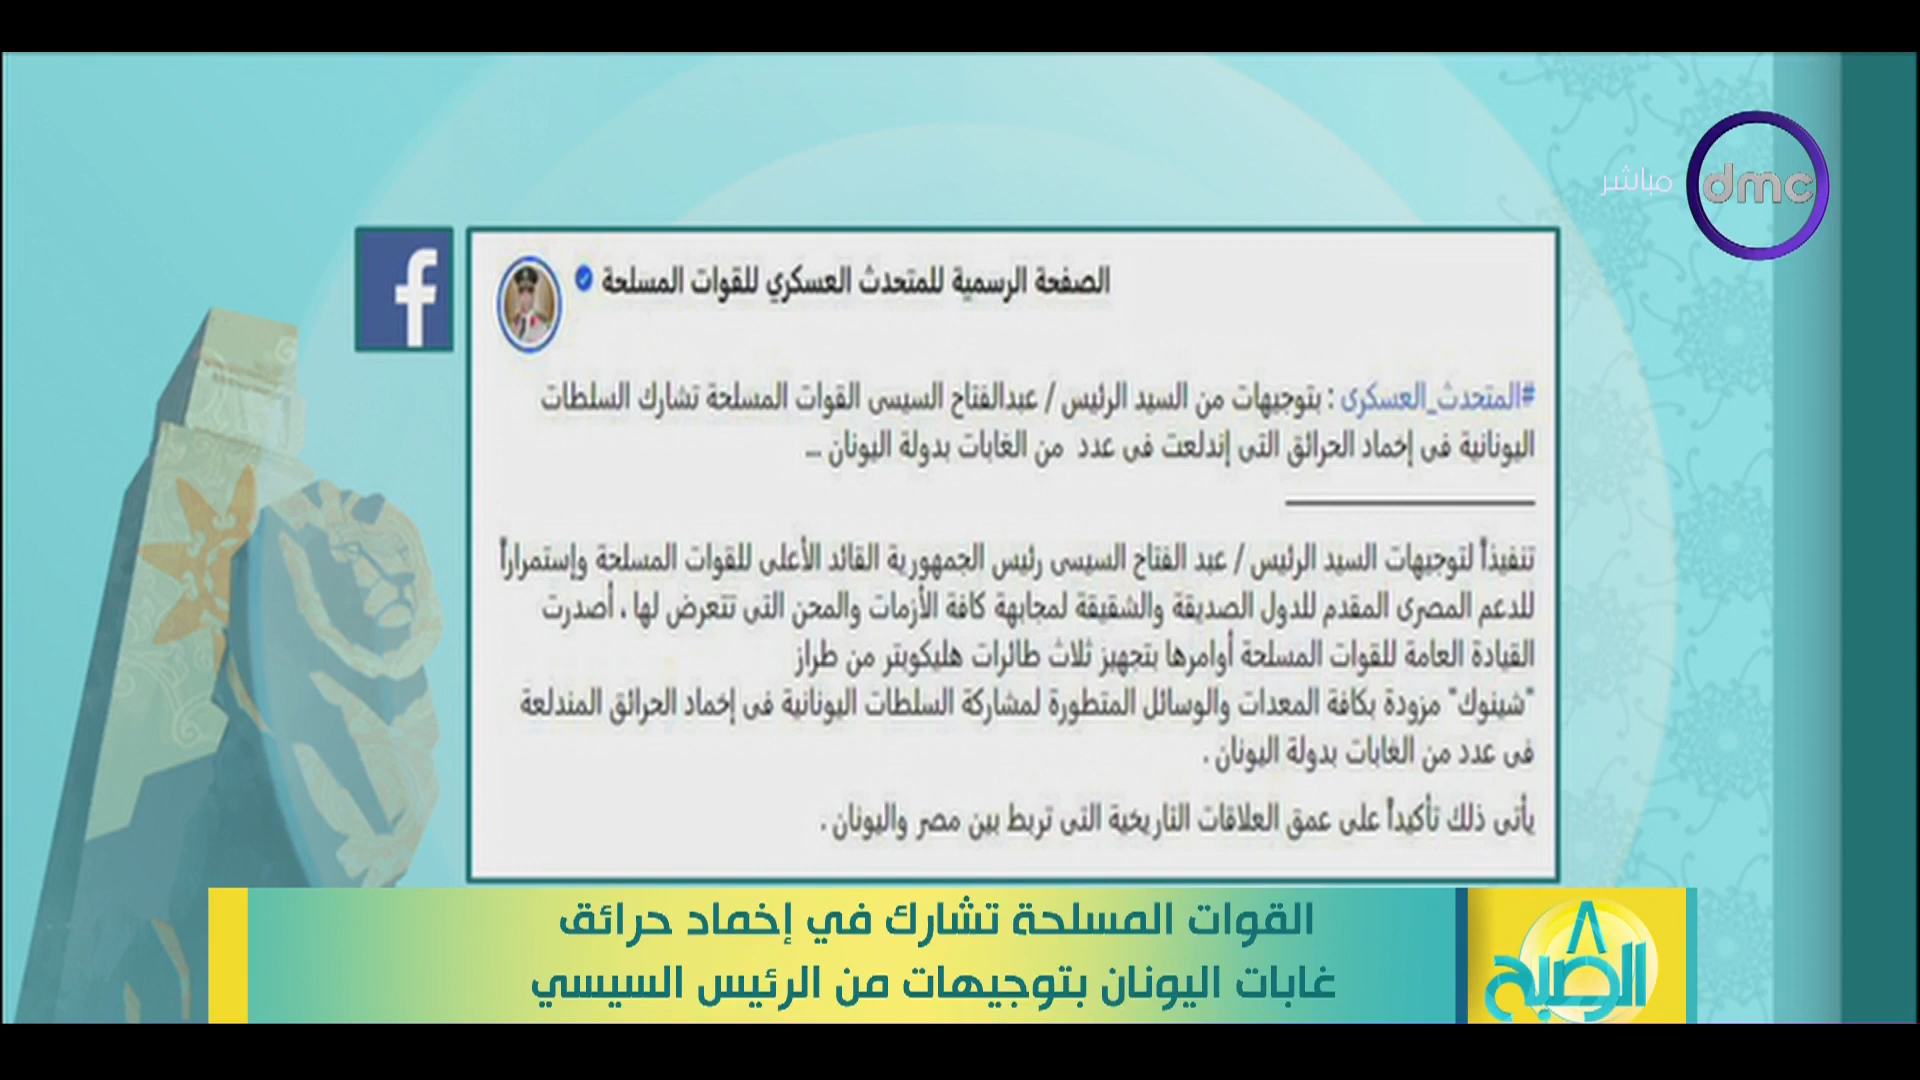 dmc
مباشر
f
الصفحة الرسمية للمتحدث العسكري للقوات المسلحة
#المتحدث_العسكرى : بتوجيهات من السيد الرئيس / عبدالفتاح السيسى القوات المسلحة تشارك السلطات
اليونانية فى إخماد الحرائق التى إندلعت فى عدد من الغابات بدولة اليونان ...
تنفيذاً لتوجيهات السيد الرئيس / عبد الفتاح السيسى رئيس الجمهورية القائد الأعلى للقوات المسلحة وإستمراراً
للدعم المصرى المقدم للدول الصديقة والشقيقة لمجابهة كافة الأزمات والمحن التى تتعرض لها ، أصدرت
القيادة العامة للقوات المسلحة أوامرها بتجهيز ثلاث طائرات هليكوبتر من طراز
"شينوك" مزودة بكافة المعدات والوسائل المتطورة لمشاركة السلطات اليونانية فى إخماد الحرائق المندلعة
فى عدد من الغابات بدولة اليونان .
يأتى ذلك تأكيداً على عمق العلاقات التاريخية التى تربط بين مصر واليونان .
القوات المسلحة تشارك في إخماد حرائق
غابات اليونان بتوجيهات من الرئيس السيسي
٨
الصبح